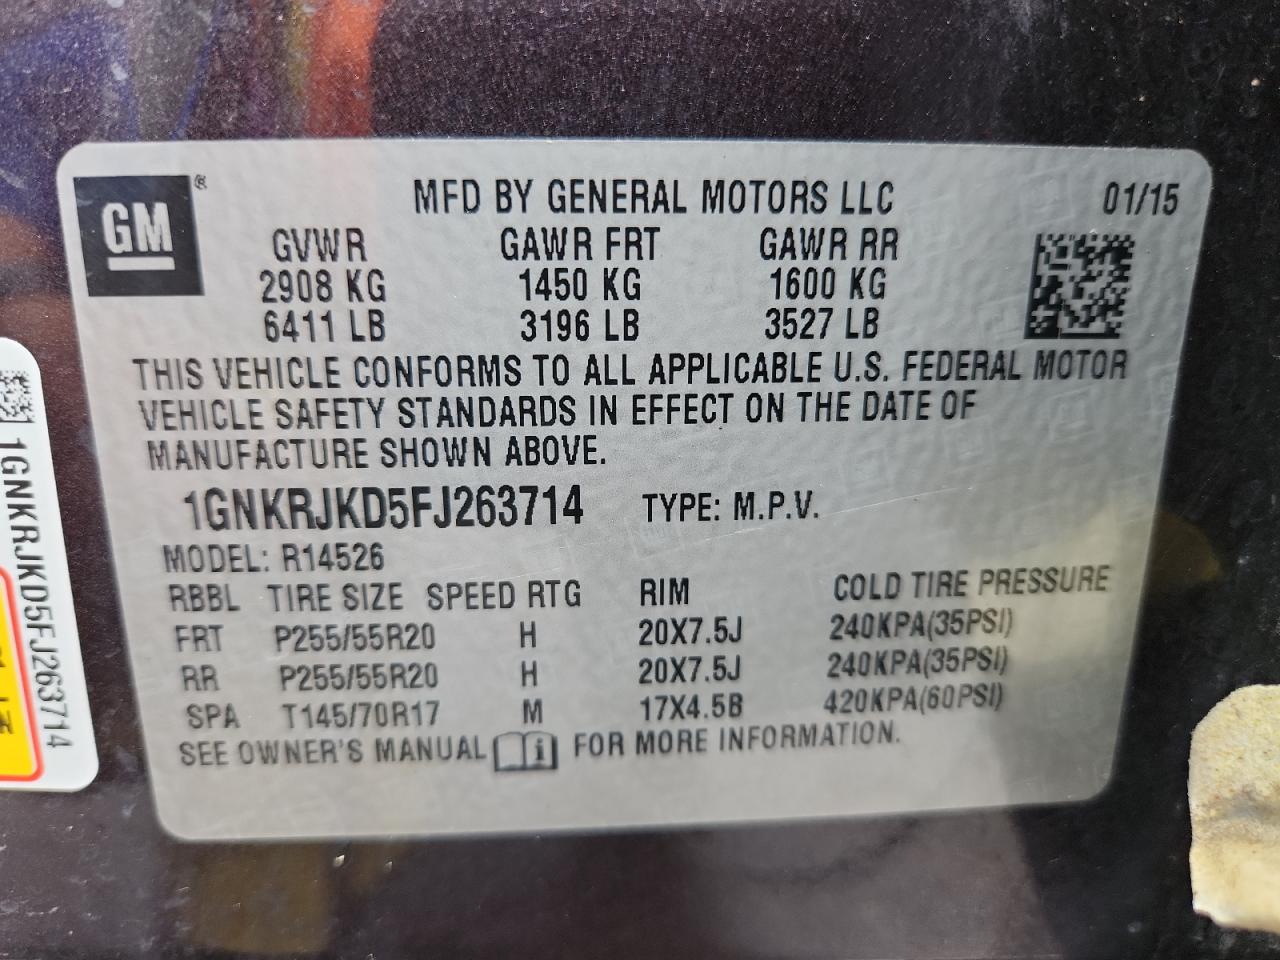 GM®
MFD BY GENERAL MOTORS LLC 01/15
GVWR GAWR FRT GAWR RR
2908 KG 1450 KG 1600 KG
6411 LB 3196 LB 3527 LB
THIS VEHICLE CONFORMS TO ALL APPLICABLE U.S. FEDERAL MOTOR
VEHICLE SAFETY STANDARDS IN EFFECT ON THE DATE OF
MANUFACTURE SHOWN ABOVE.
1GNKRJKD5FJ263714 TYPE: M.P.V.
MODEL: R14526
RBBL TIRE SIZE SPEED RTG RIM COLD TIRE PRESSURE
FRT P255/55R20 H 20X7.5J 240KPA(35PSI)
RR P255/55R20 H 20X7.5J 240KPA(35PSI)
SPA T145/70R17 M 17X4.5B 420KPA(60PSI)
SEE OWNER'S MANUAL i FOR MORE INFORMATION.
1GNKRJKD5FJ263714